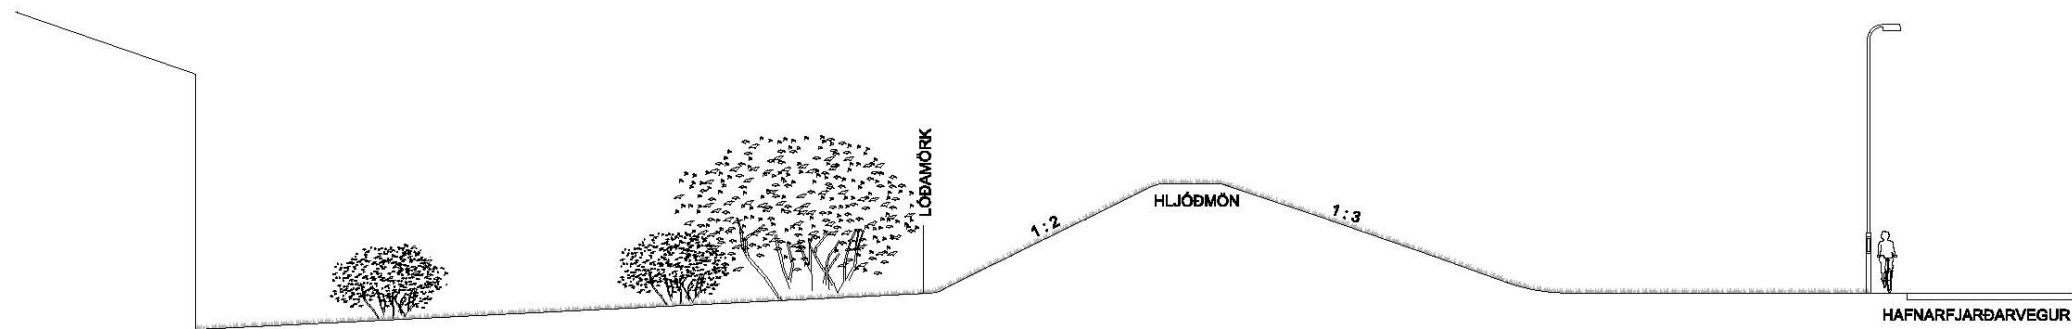 LÓÐAMÖRK
1 : 2
HLJÓÐMÖN
1 : 3
HAFNARFJARÐARVEGUR